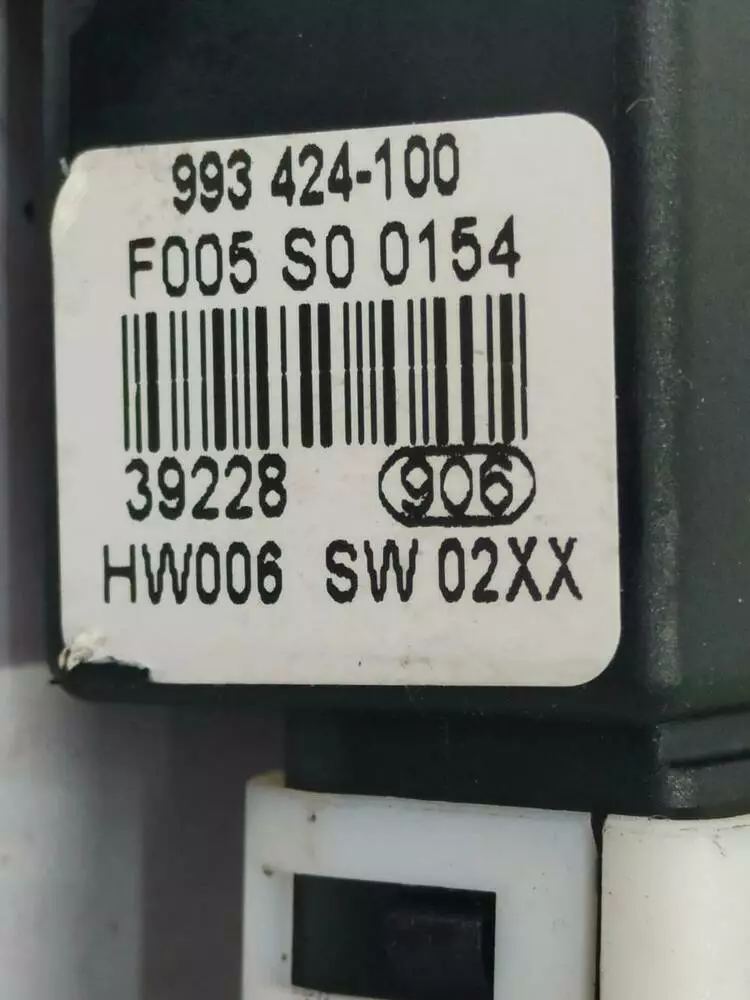 993 424-100
F005 S0 0154
39228 906
HW006 SW 02XX